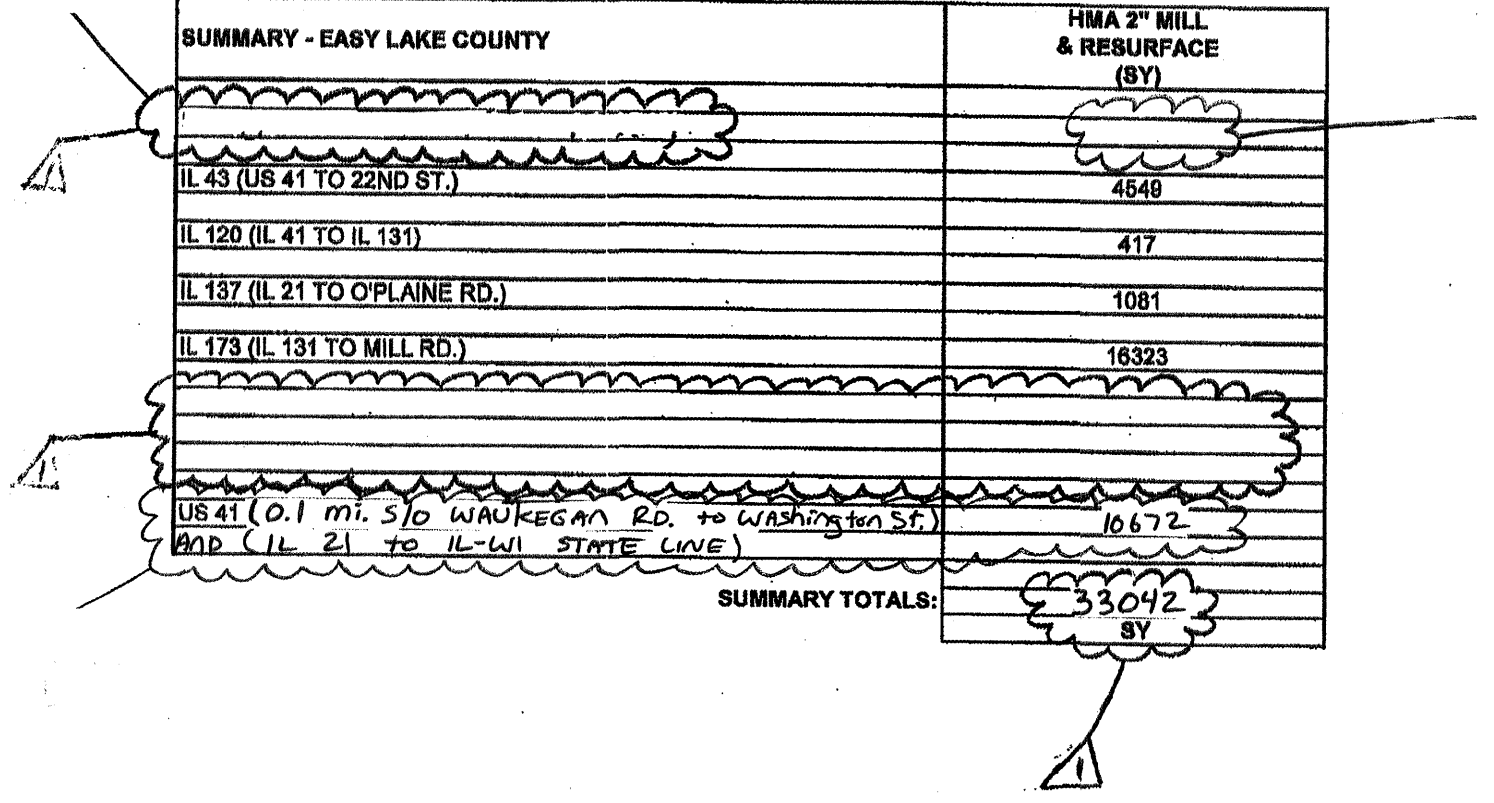 SUMMARY - EASY LAKE COUNTY
HMA 2" MILL
& RESURFACE
(SY)
IL 43 (US 41 TO 22ND ST.) 4549
IL 120 (IL 41 TO IL 131) 417
IL 137 (IL 21 TO O'PLAINE RD.) 1081
IL 173 (IL 131 TO MILL RD.) 16323
1
US 41 (0.1 mi. S/O WAUKEGAN RD. to WAShington St.) 10672
AND (IL 21 to IL-WI STATE LINE)
SUMMARY TOTALS: 33042
SY
1